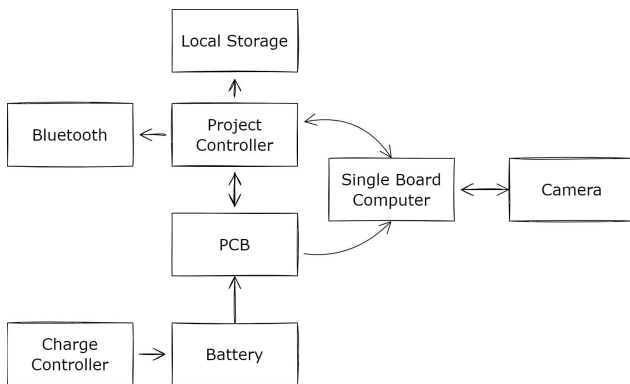 Local Storage
Bluetooth
Project
Controller
Single Board
Computer
Camera
PCB
Charge
Controller
Battery